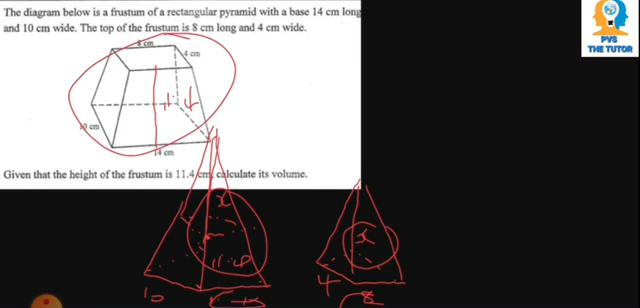 The diagram below is a frustum of a rectangular pyramid with a base 14 cm long
and 10 cm wide. The top of the frustum is 8 cm long and 4 cm wide.
8 cm
4 cm
11.4
10 cm
14 cm
Given that the height of the frustum is 11.4 cm, calculate its volume.
x
x
11.4
10
4
8
PVS
THE TUTOR